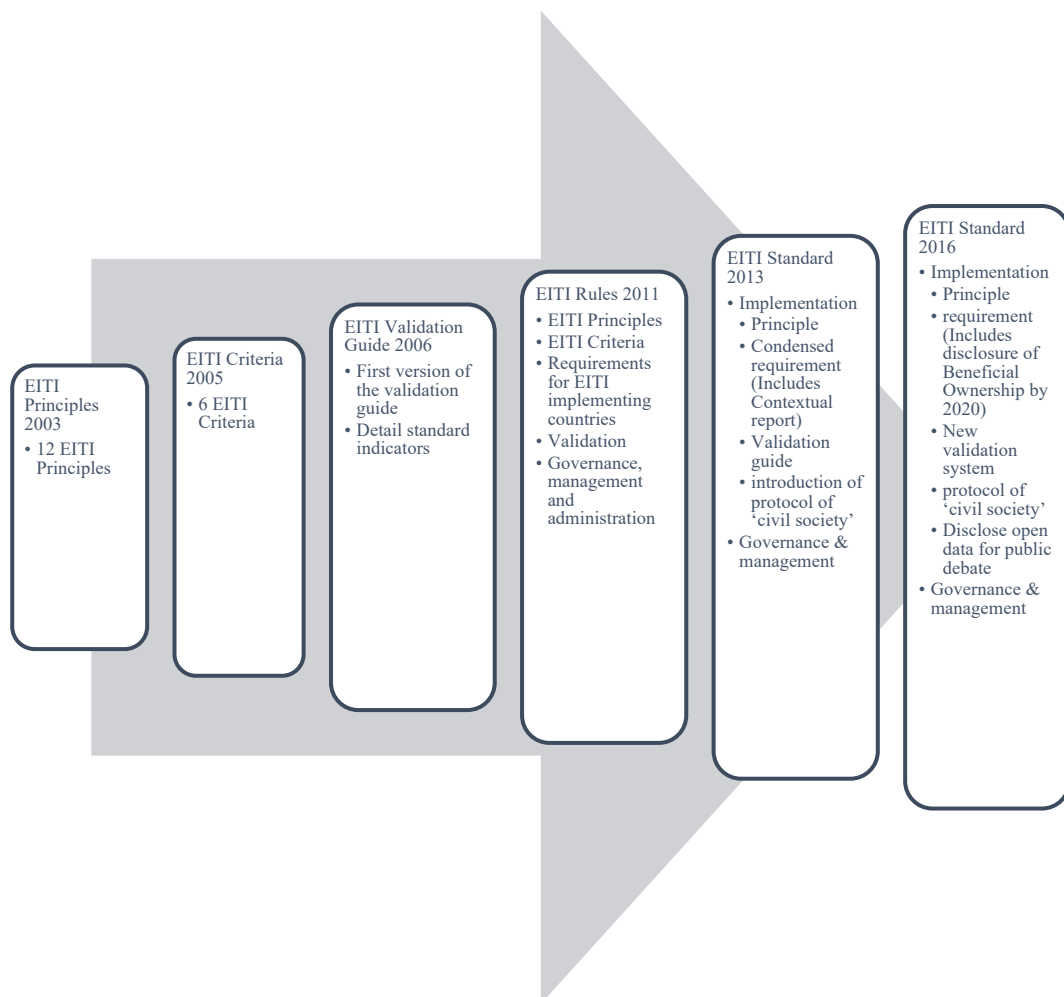 EITI
Principles
2003
• 12 EITI
Principles
EITI Criteria
2005
• 6 EITI
Criteria
EITI Validation
Guide 2006
• First version of
the validation
guide
• Detail standard
indicators
EITI Rules 2011
• EITI Principles
• EITI Criteria
• Requirements
for EITI
implementing
countries
• Validation
• Governance,
management
and
administration
EITI Standard
2013
• Implementation
• Principle
• Condensed
requirement
(Includes
Contextual
report)
• Validation
guide
• introduction of
protocol of
‘civil society’
• Governance &
management
EITI Standard
2016
• Implementation
• Principle
• requirement
(Includes
disclosure of
Beneficial
Ownership by
2020)
• New
validation
system
• protocol of
‘civil society’
• Disclose open
data for public
debate
• Governance &
management